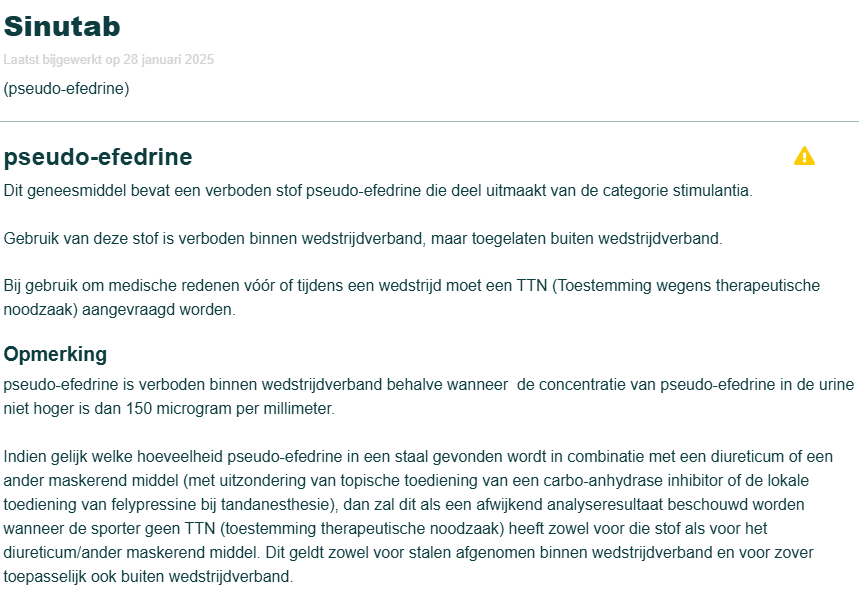 Sinutab
Laatst bijgewerkt op 28 januari 2025
(pseudo-efedrine)
pseudo-efedrine
Dit geneesmiddel bevat een verboden stof pseudo-efedrine die deel uitmaakt van de categorie stimulantia.
Gebruik van deze stof is verboden binnen wedstrijdverband, maar toegelaten buiten wedstrijdverband.
Bij gebruik om medische redenen vóór of tijdens een wedstrijd moet een TTN (Toestemming wegens therapeutische
noodzaak) aangevraagd worden.
Opmerking
pseudo-efedrine is verboden binnen wedstrijdverband behalve wanneer  de concentratie van pseudo-efedrine in de urine
niet hoger is dan 150 microgram per millimeter.
Indien gelijk welke hoeveelheid pseudo-efedrine in een staal gevonden wordt in combinatie met een diureticum of een
ander maskerend middel (met uitzondering van topische toediening van een carbo-anhydrase inhibitor of de lokale
toediening van felypressine bij tandanesthesie), dan zal dit als een afwijkend analyseresultaat beschouwd worden
wanneer de sporter geen TTN (toestemming therapeutische noodzaak) heeft zowel voor die stof als voor het
diureticum/ander maskerend middel. Dit geldt zowel voor stalen afgenomen binnen wedstrijdverband en voor zover
toepasselijk ook buiten wedstrijdverband.